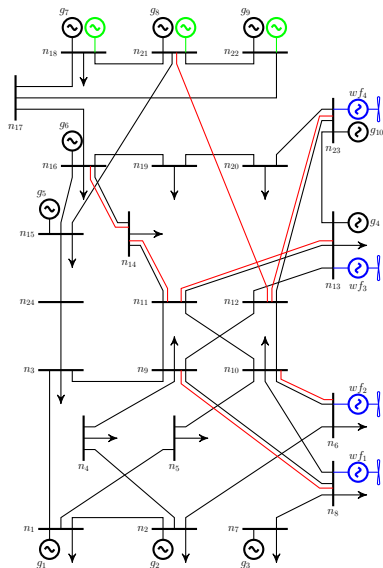 g₇ g₈ g₉
n₁₈ n₂₁ n₂₂
wf₄
n₁₇
g₁₀
g₆
n₂₃
n₁₆ n₁₉ n₂₀
g₅
g₄
n₁₅
n₁₄
wf₃
n₁₃
n₂₄ n₁₁ n₁₂
n₃ n₉ n₁₀
wf₂
n₆
n₄ n₅
wf₁
n₈
n₁ n₂ n₇
g₁ g₂ g₃